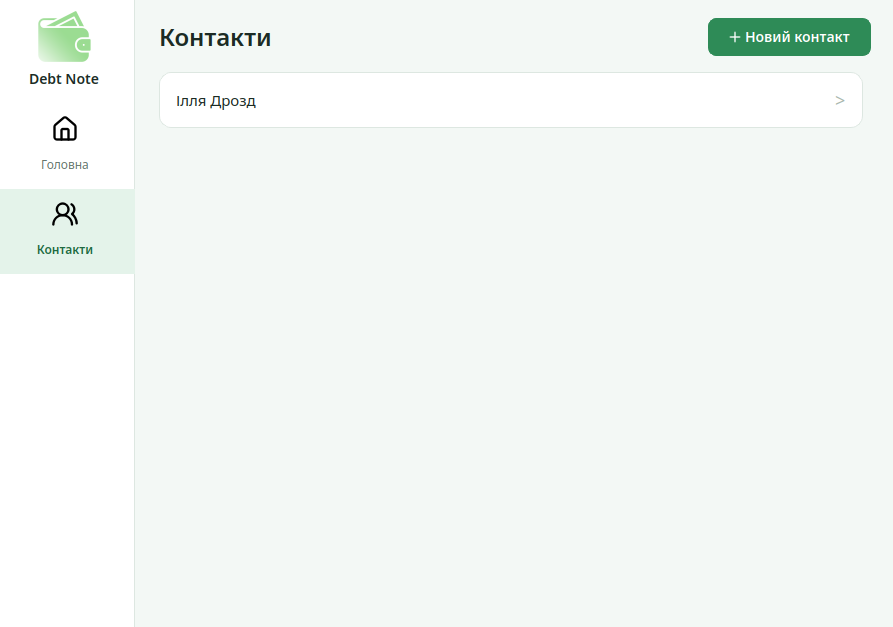 Debt Note
Головна
Контакти
Контакти
+ Новий контакт
Ілля Дрозд
>